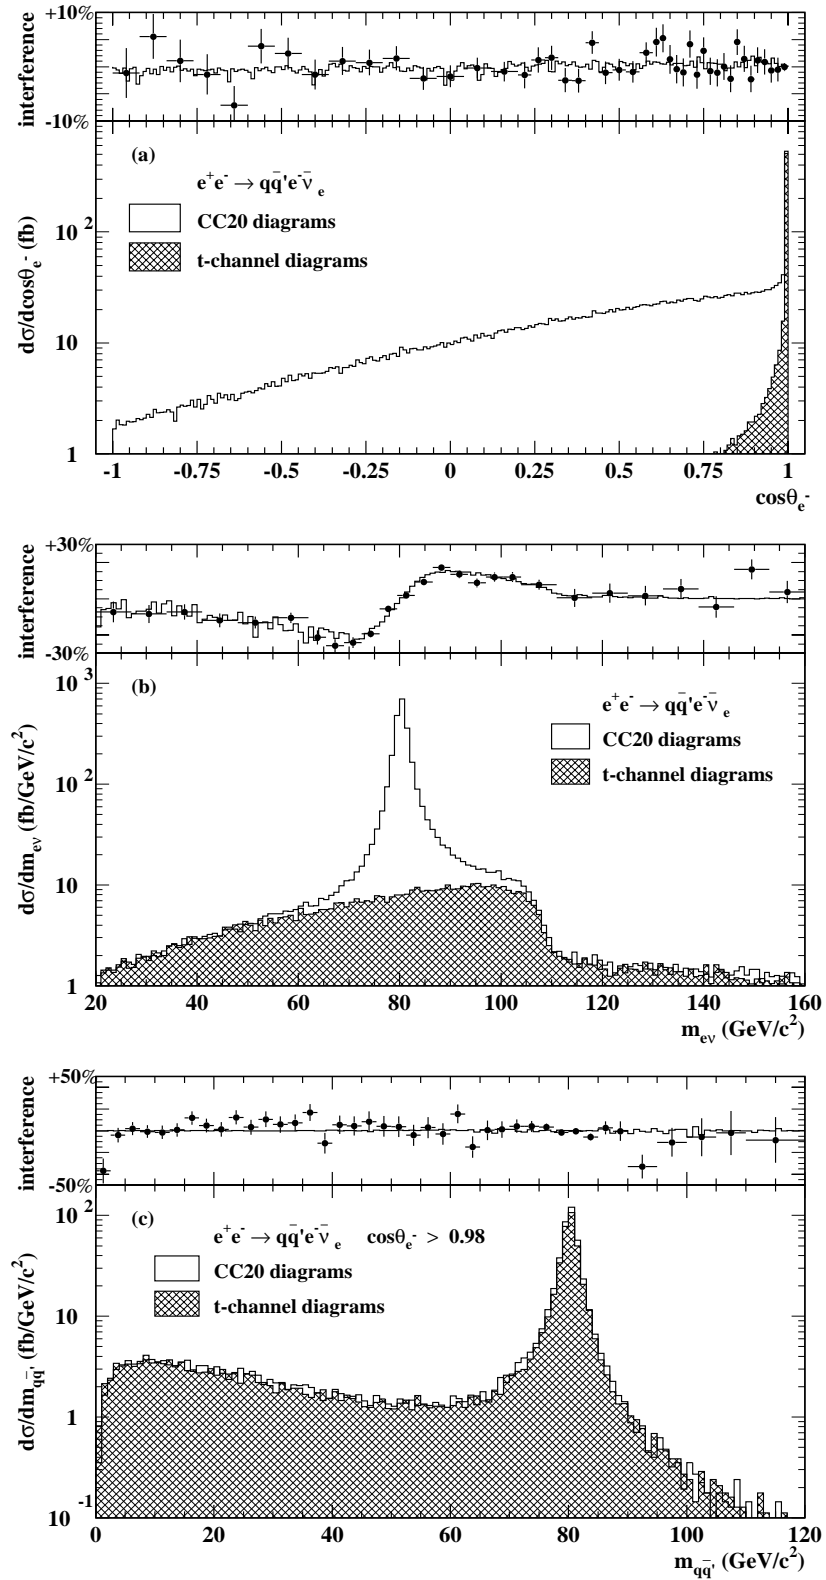 +10%
interference
-10%
(a)
e⁺e⁻ → qq̄'e⁻ν̄ₑ
CC20 diagrams
t-channel diagrams
dσ/dcosθₑ⁻ (fb)
10²
10
1
-1 -0.75 -0.5 -0.25 0 0.25 0.5 0.75 1
cosθₑ⁻
+30%
interference
-30%
(b)
e⁺e⁻ → qq̄'e⁻ν̄ₑ
CC20 diagrams
t-channel diagrams
dσ/dm_eν (fb/GeV/c²)
10³
10²
10
1
20 40 60 80 100 120 140 160
m_eν (GeV/c²)
+50%
interference
-50%
(c)
e⁺e⁻ → qq̄'e⁻ν̄ₑ cosθₑ⁻ > 0.98
CC20 diagrams
t-channel diagrams
dσ/dm_qq̄' (fb/GeV/c²)
10²
10
1
10⁻¹
0 20 40 60 80 100 120
m_qq̄' (GeV/c²)